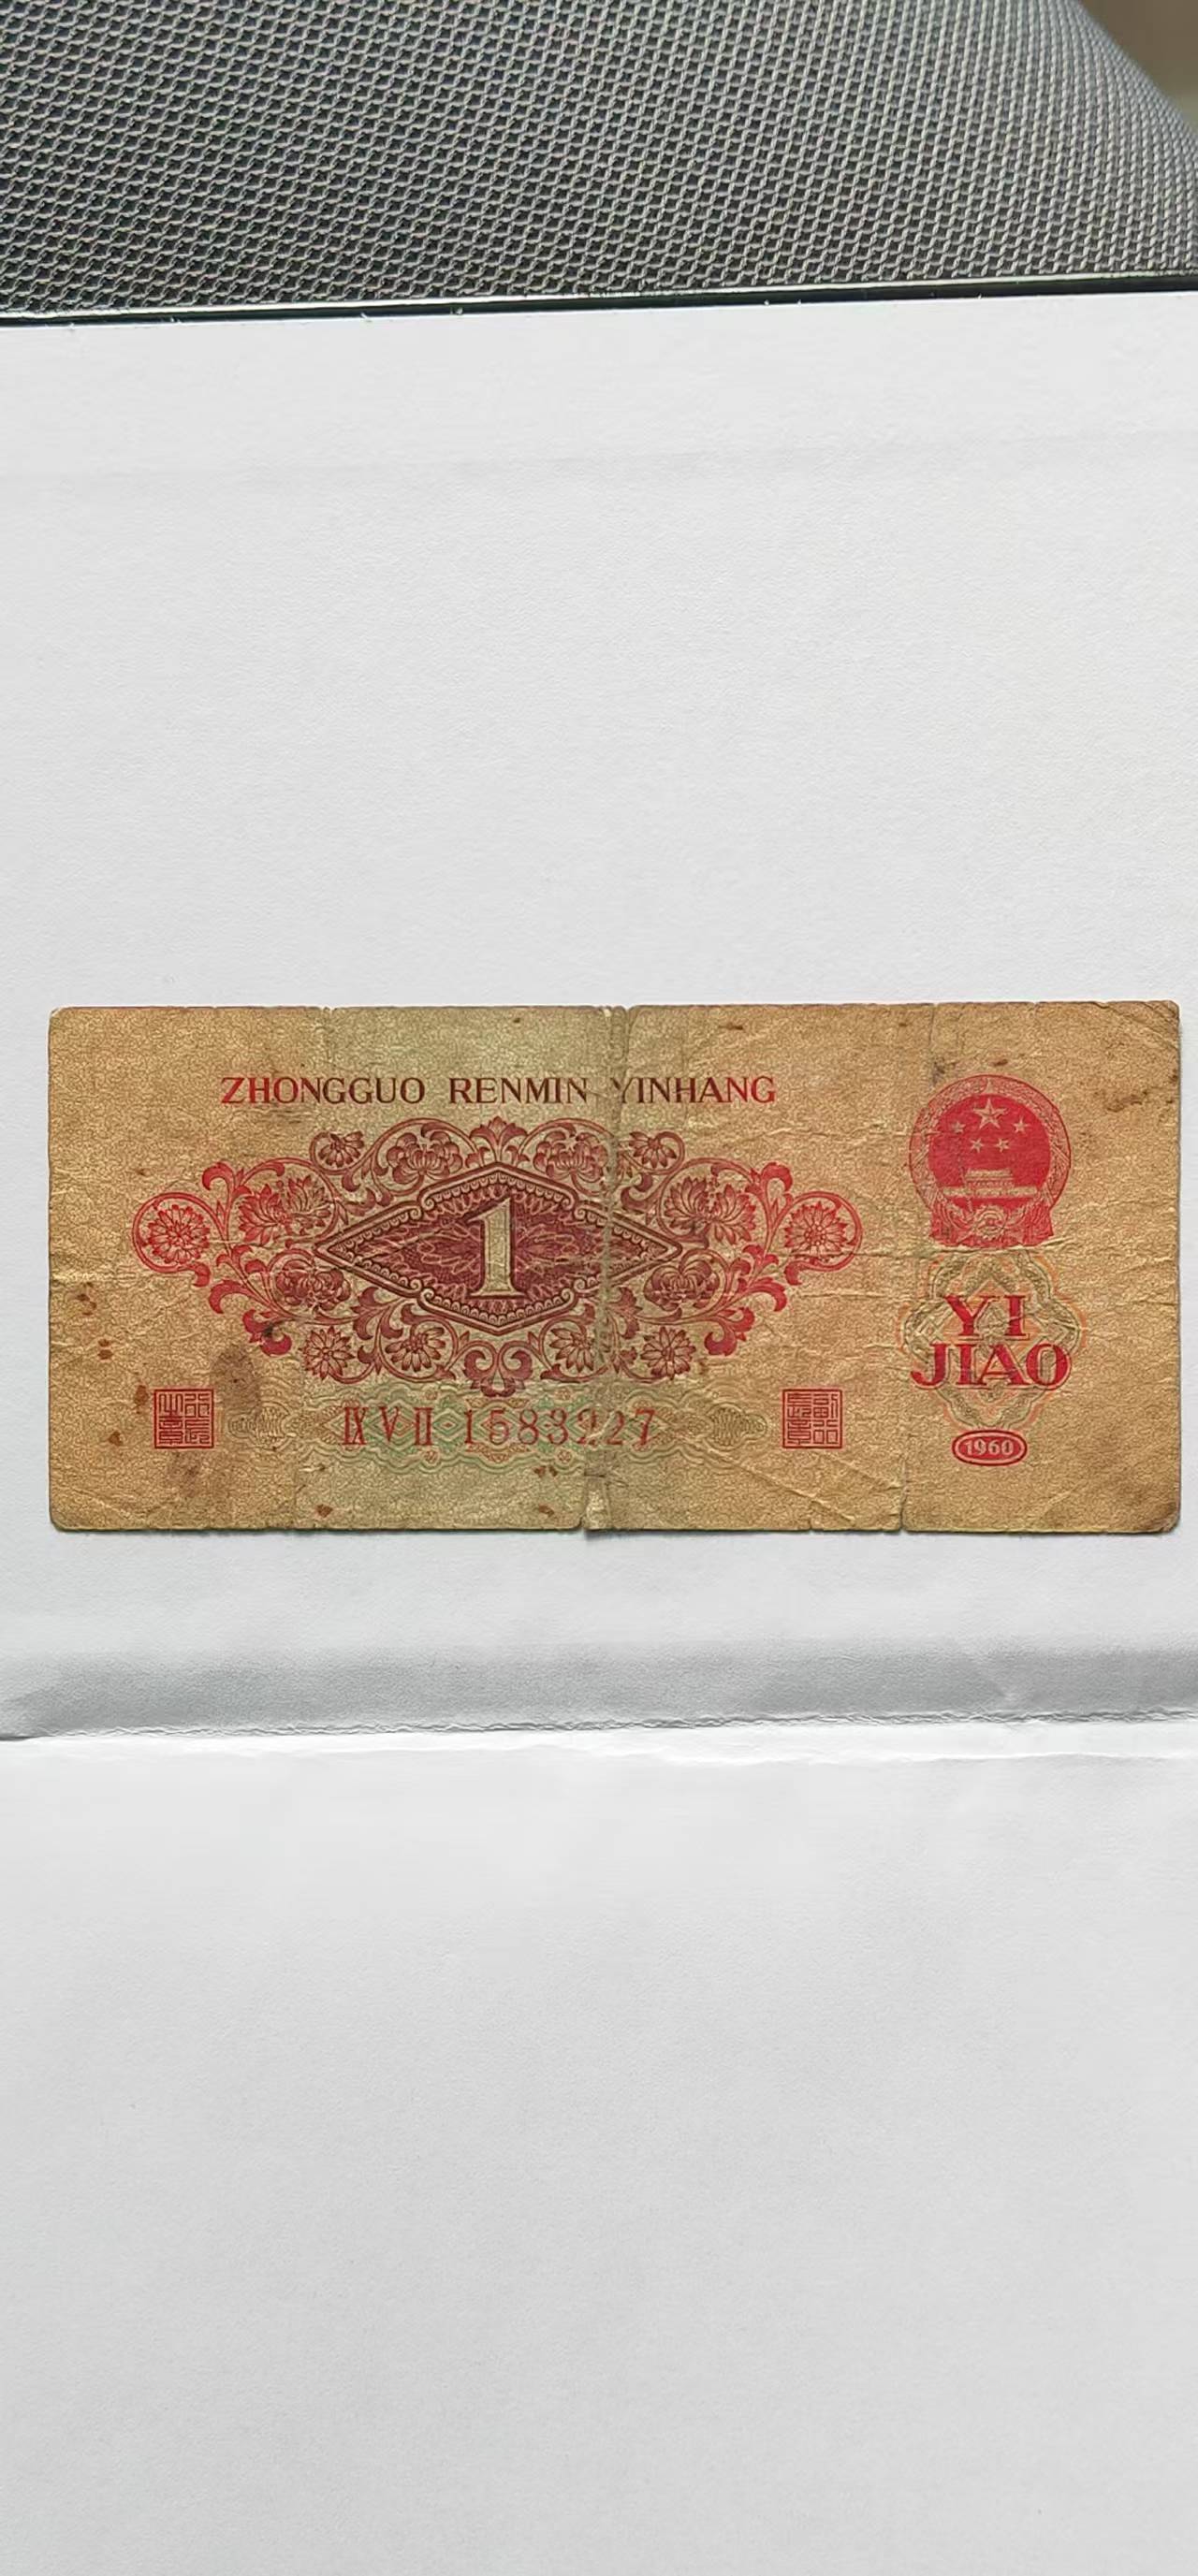 ZHONGGUO RENMIN YINHANG
1
YI
JIAO
ⅨⅤⅡ 1583227
1960